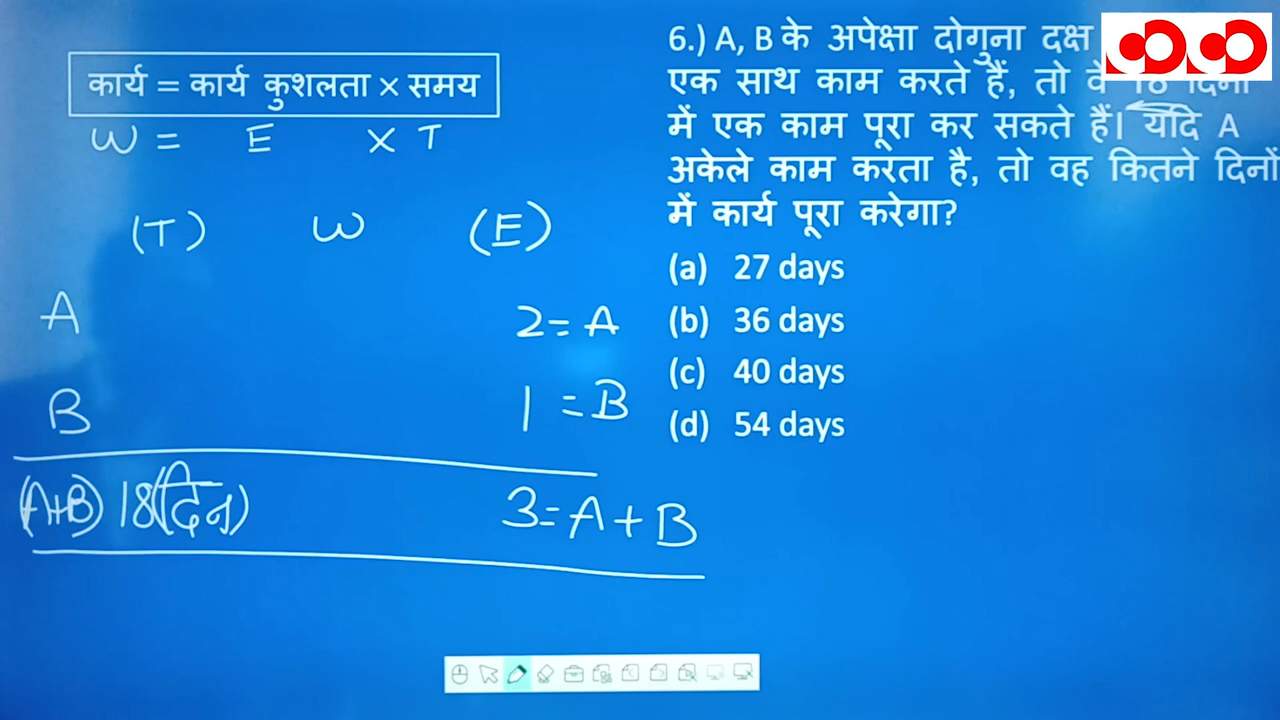 कार्य = कार्य कुशलता × समय
W = E × T
(T) W (E)
A 2 = A
B 1 = B
(A+B) 18(दिन) 3 = A + B
6.) A, B के अपेक्षा दोगुना दक्ष
एक साथ काम करते हैं, तो वे 18 दिनों
में एक काम पूरा कर सकते हैं। यदि A
अकेले काम करता है, तो वह कितने दिनों
में कार्य पूरा करेगा?
(a) 27 days
(b) 36 days
(c) 40 days
(d) 54 days